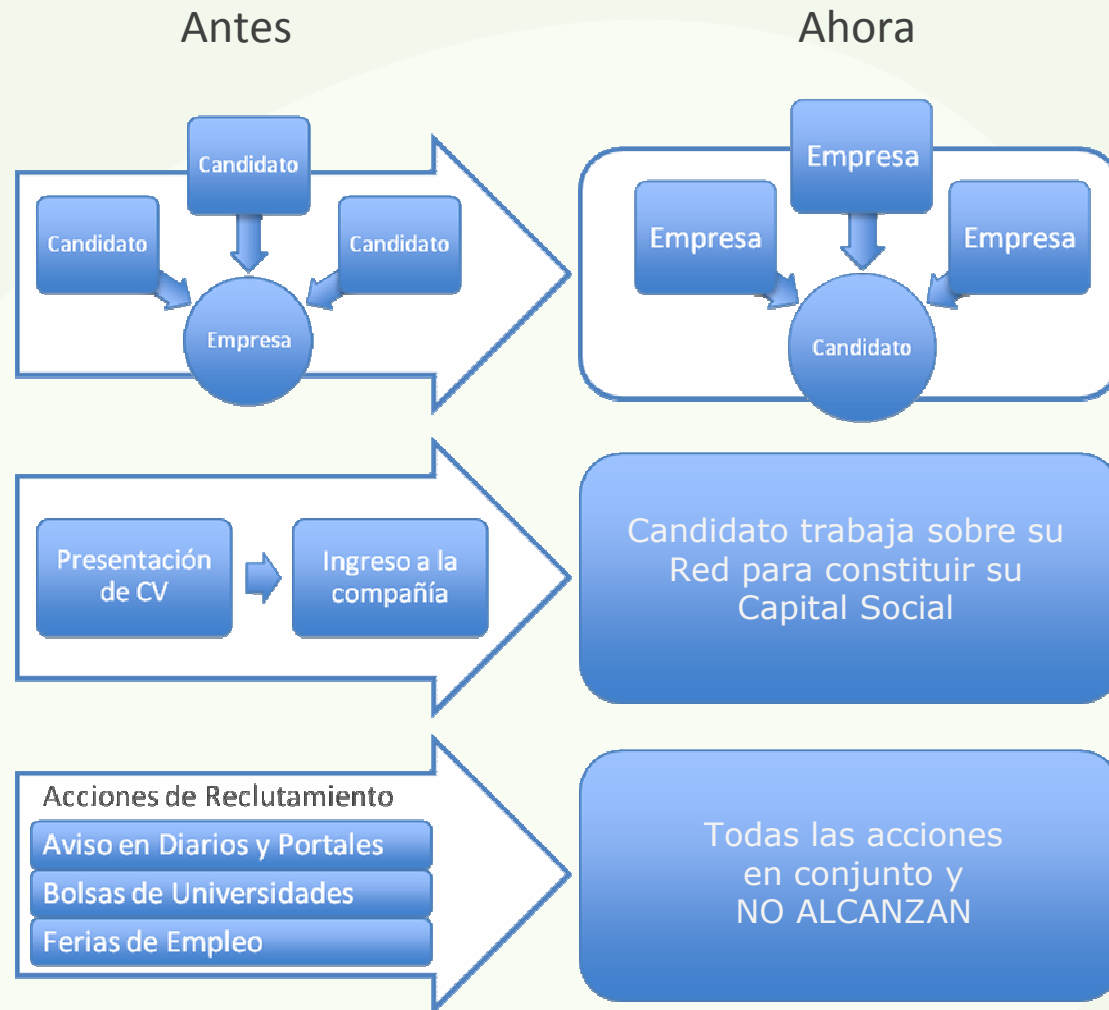 Antes
Ahora
Candidato
Candidato
Candidato
Empresa
Empresa
Empresa
Empresa
Candidato
Presentación
de CV
Ingreso a la
compañía
Candidato trabaja sobre su
Red para constituir su
Capital Social
Acciones de Reclutamiento
Aviso en Diarios y Portales
Bolsas de Universidades
Ferias de Empleo
Todas las acciones
en conjunto y
NO ALCANZAN